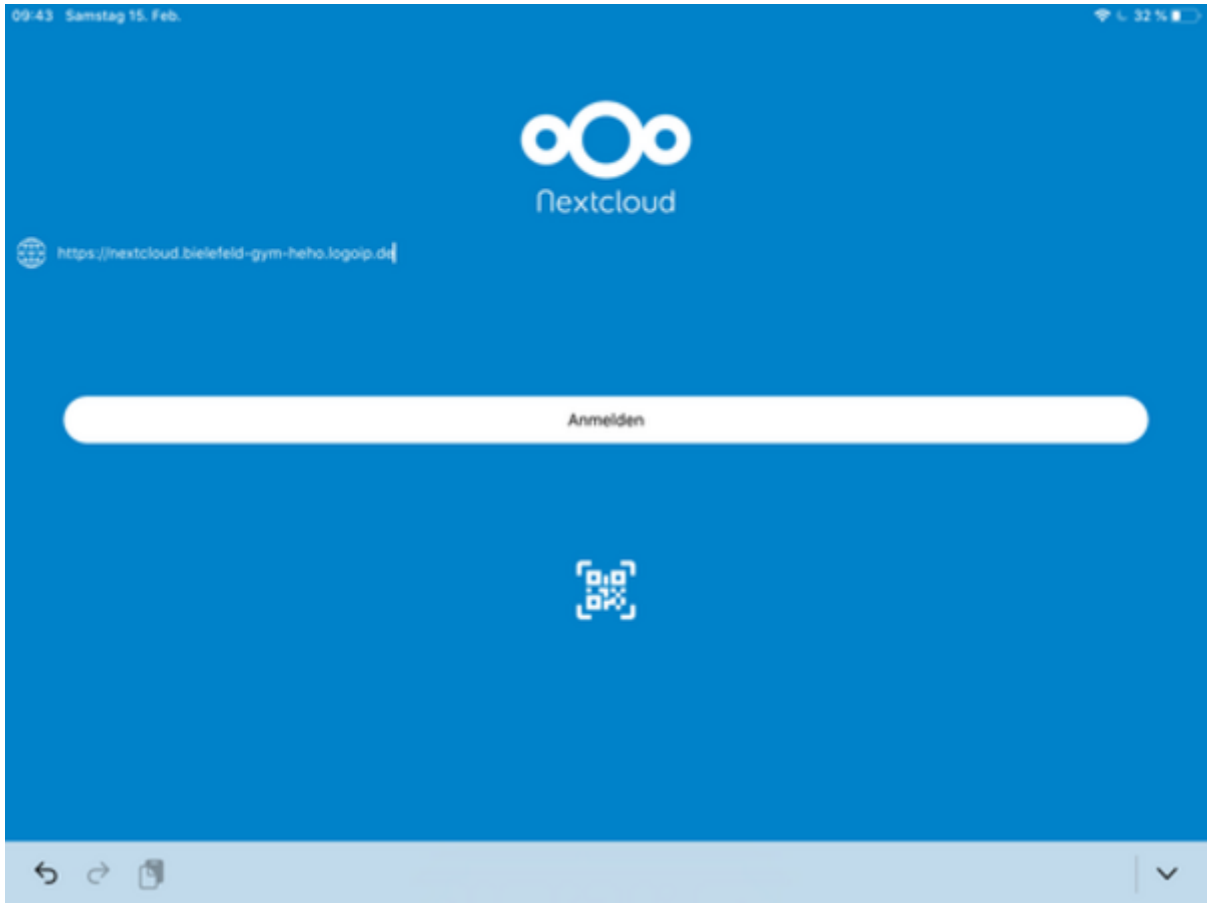 09:43 Samstag 15. Feb.
32 %
Nextcloud
https://nextcloud.bielefeld-gym-heho.logoip.de
Anmelden